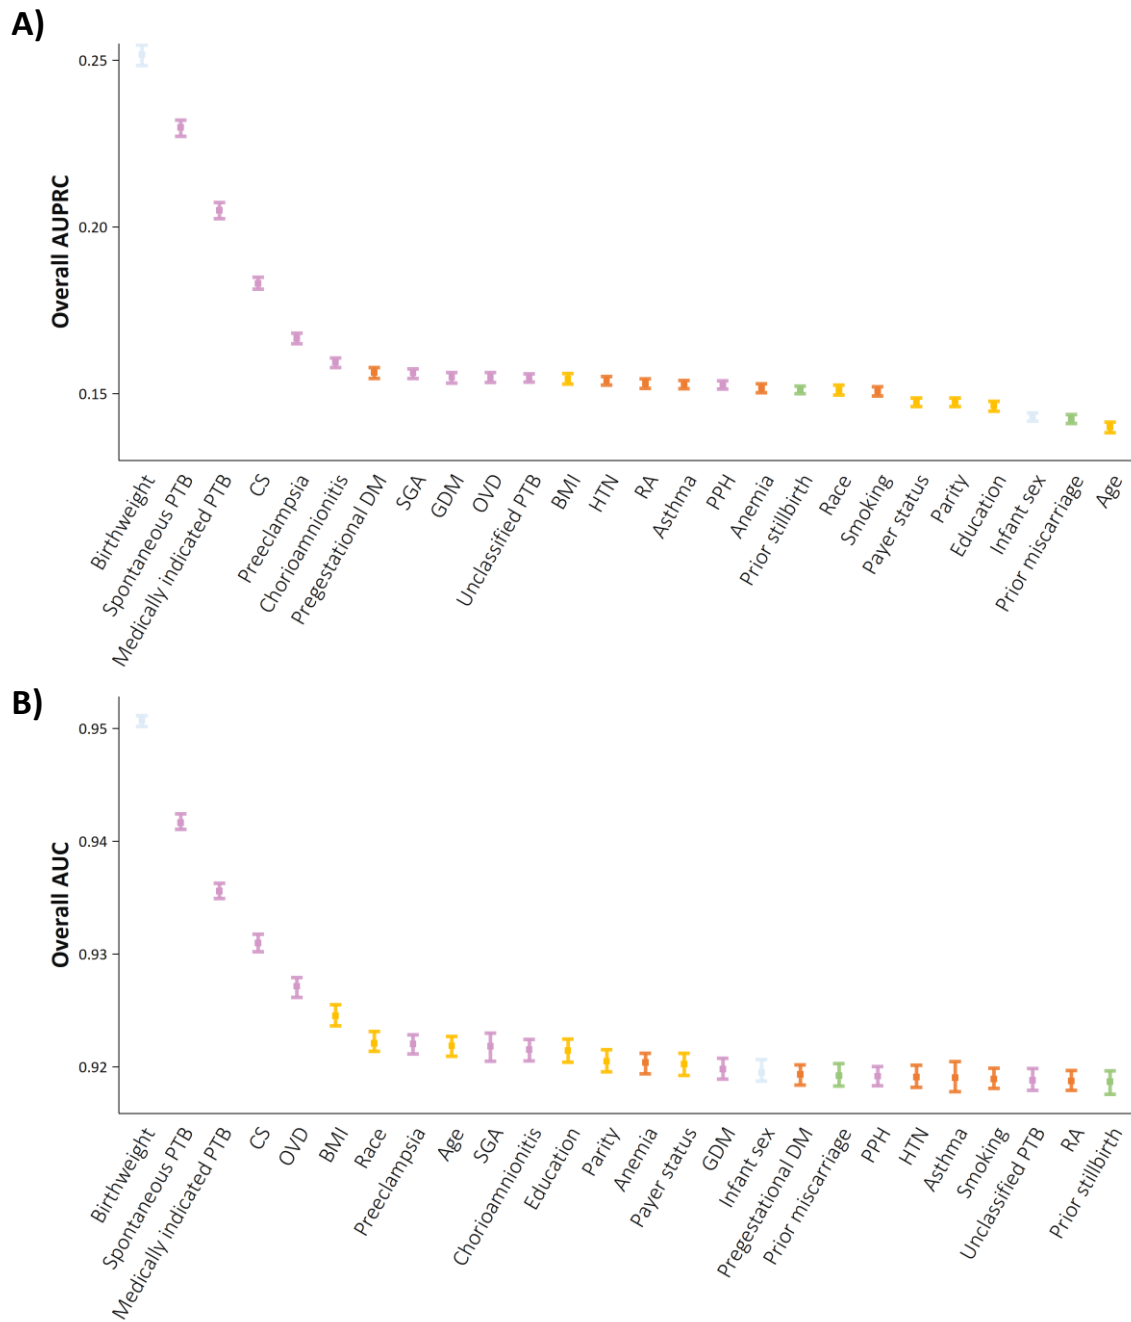 A)
Overall AUPRC
0.25
0.20
0.15
Birthweight
Spontaneous PTB
Medically indicated PTB
CS
Preeclampsia
Chorioamnionitis
Pregestational DM
SGA
GDM
OVD
Unclassified PTB
BMI
HTN
RA
Asthma
PPH
Anemia
Prior stillbirth
Race
Smoking
Payer status
Parity
Education
Infant sex
Prior miscarriage
Age
B)
Overall AUC
0.95
0.94
0.93
0.92
Birthweight
Spontaneous PTB
Medically indicated PTB
CS
OVD
BMI
Race
Preeclampsia
Age
SGA
Chorioamnionitis
Education
Parity
Anemia
Payer status
GDM
Infant sex
Pregestational DM
Prior miscarriage
PPH
HTN
Asthma
Smoking
Unclassified PTB
RA
Prior stillbirth